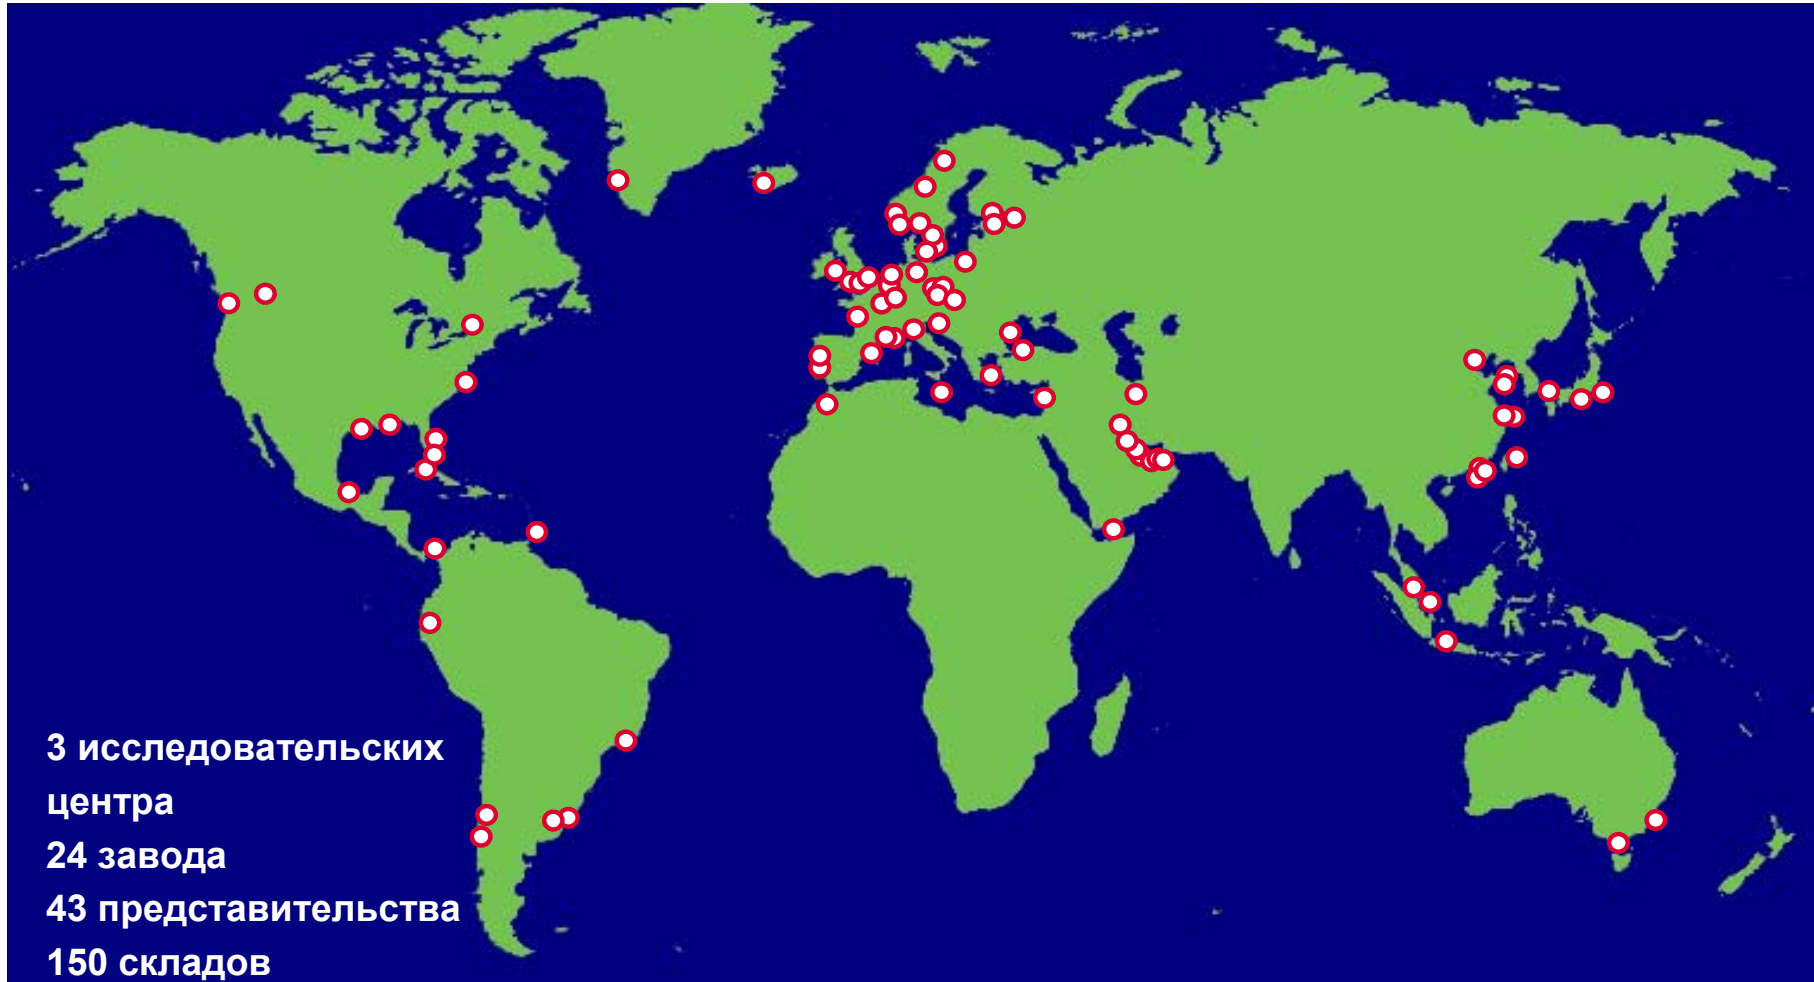 3 исследовательских
центра
24 завода
43 представительства
150 складов